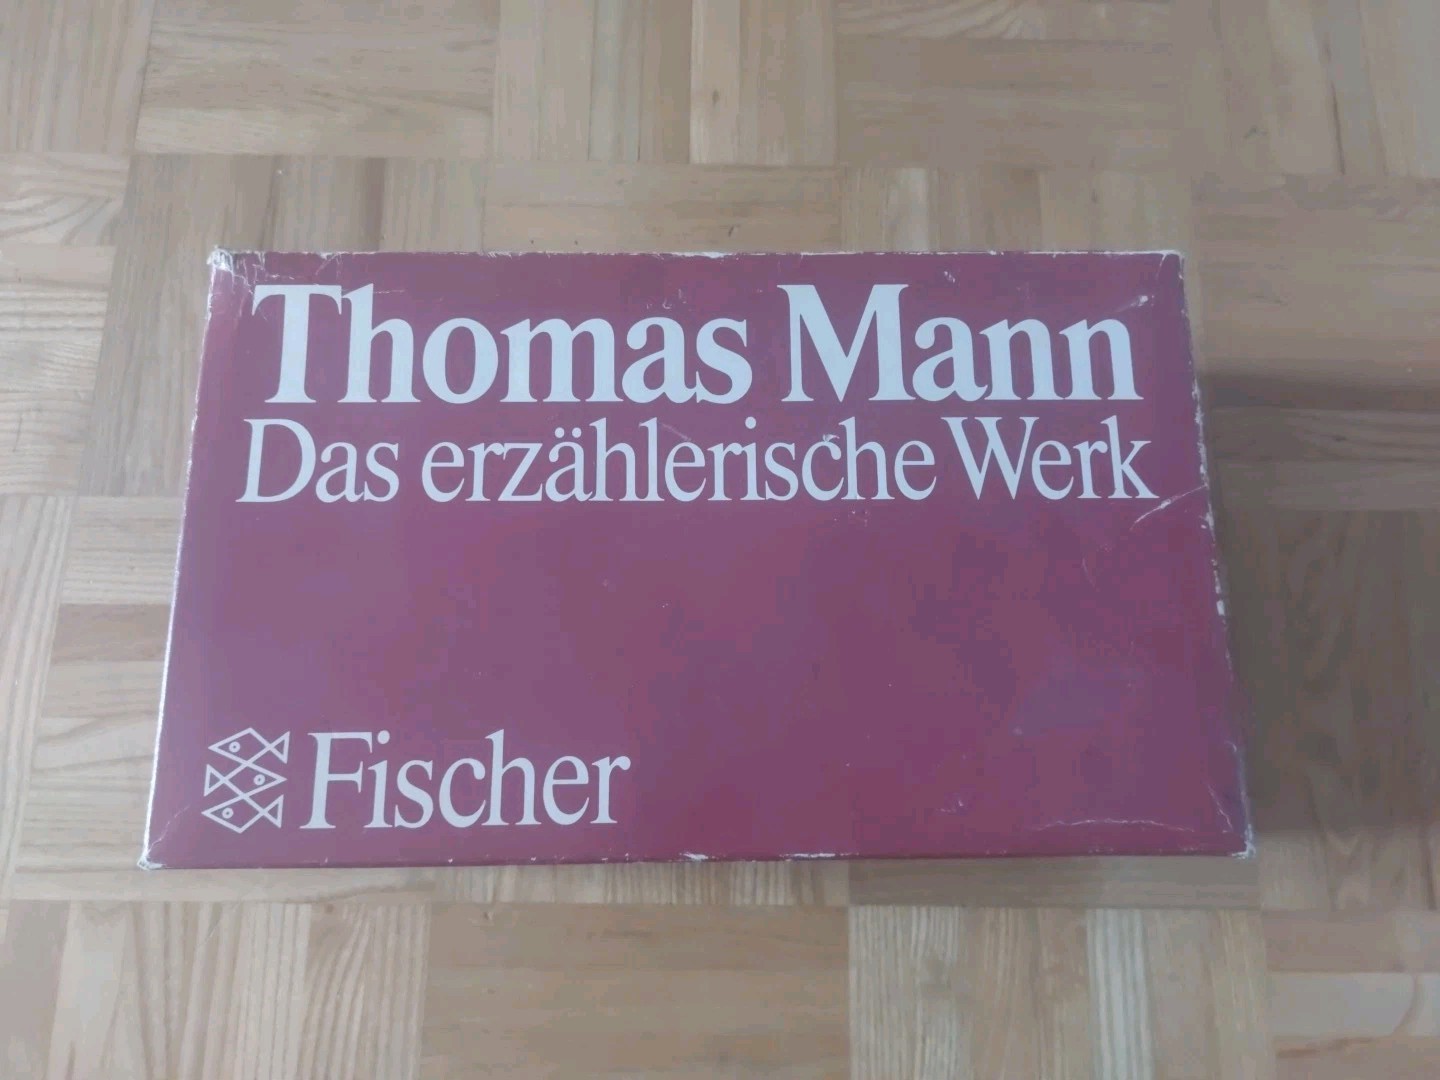 Thomas Mann
Das erzählerische Werk
Fischer